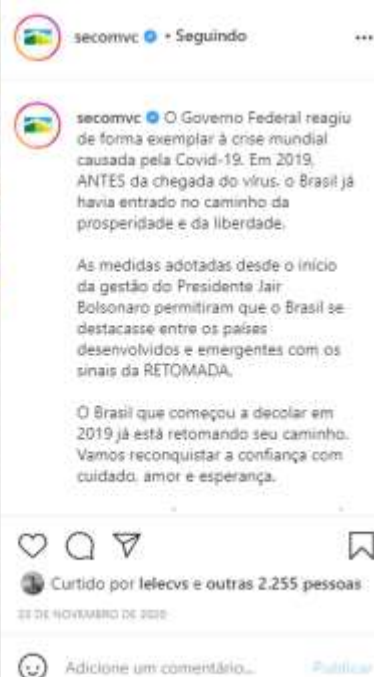 secomvc • Seguindo
...
secomvc O Governo Federal reagiu
de forma exemplar à crise mundial
causada pela Covid-19. Em 2019,
ANTES da chegada do vírus, o Brasil já
havia entrado no caminho da
prosperidade e da liberdade.
As medidas adotadas desde o início
da gestão do Presidente Jair
Bolsonaro permitiram que o Brasil se
destacasse entre os países
desenvolvidos e emergentes com os
sinais da RETOMADA.
O Brasil que começou a decolar em
2019 já está retomando seu caminho.
Vamos reconquistar a confiança com
cuidado, amor e esperança.
Curtido por lelecvs e outras 2.255 pessoas
DE NOVEMBRO DE 2020
Adicione um comentário... Publicar